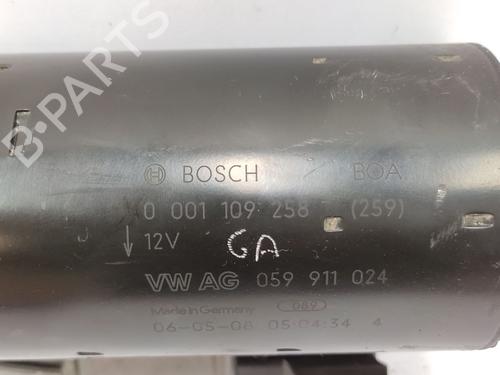 BOSCH BOA
0 001 109 258 (259)
12V GA
VW AG 059 911 024
Made in Germany 089
06-05-08 05:04:34 4
B-PARTS